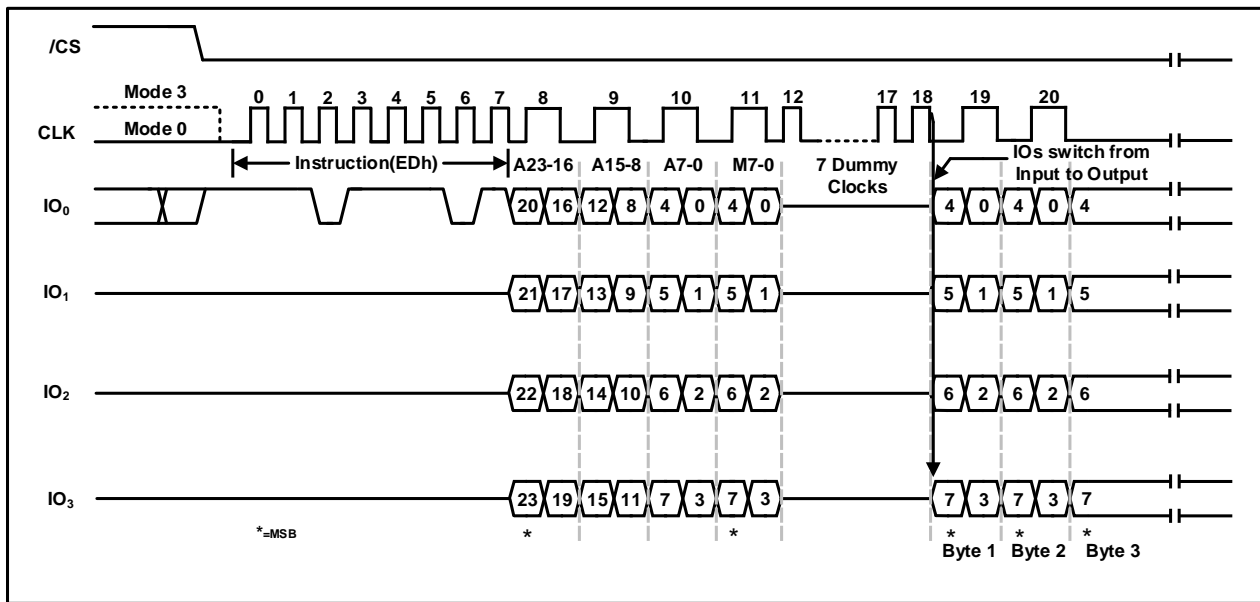 /CS
Mode 3
0 1 2 3 4 5 6 7 8 9 10 11 12 17 18 19 20
CLK Mode 0
Instruction(EDh) A23-16 A15-8 A7-0 M7-0 7 Dummy Clocks IOs switch from Input to Output
IO0 20 16 12 8 4 0 4 0 4 0 4 0 4
IO1 21 17 13 9 5 1 5 1 5 1 5 1 5
IO2 22 18 14 10 6 2 6 2 6 2 6 2 6
IO3 23 19 15 11 7 3 7 3 7 3 7 3 7
*=MSB * * * * *
Byte 1 Byte 2 Byte 3